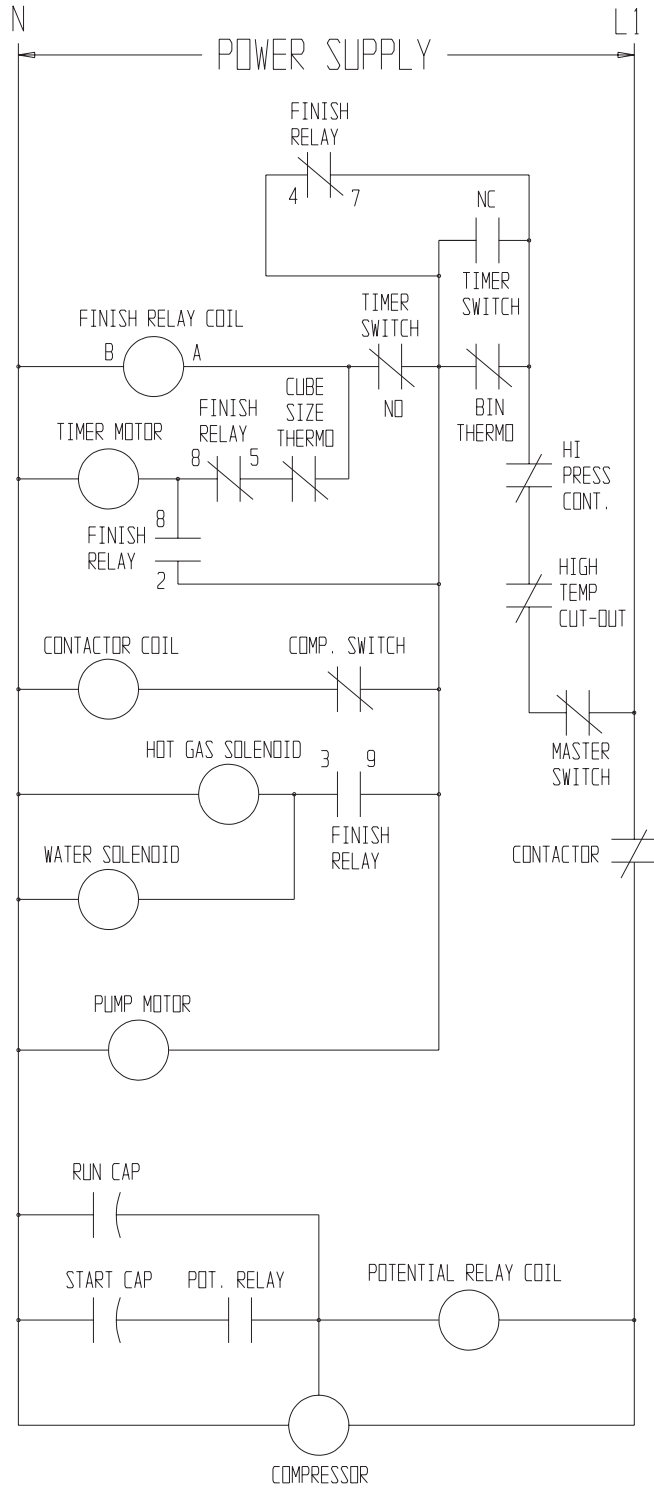 N
L1
POWER SUPPLY
FINISH
RELAY
4
7
NC
TIMER
SWITCH
TIMER
SWITCH
FINISH RELAY COIL
B
A
NO
BIN
THERMO
CUBE
SIZE
THERMO
FINISH
RELAY
8
5
TIMER MOTOR
HI
PRESS
CONT.
8
FINISH
RELAY
2
HIGH
TEMP
CUT-OUT
CONTACTOR COIL
COMP. SWITCH
MASTER
SWITCH
HOT GAS SOLENOID
3
9
FINISH
RELAY
WATER SOLENOID
CONTACTOR
PUMP MOTOR
RUN CAP
START CAP
POT. RELAY
POTENTIAL RELAY COIL
COMPRESSOR